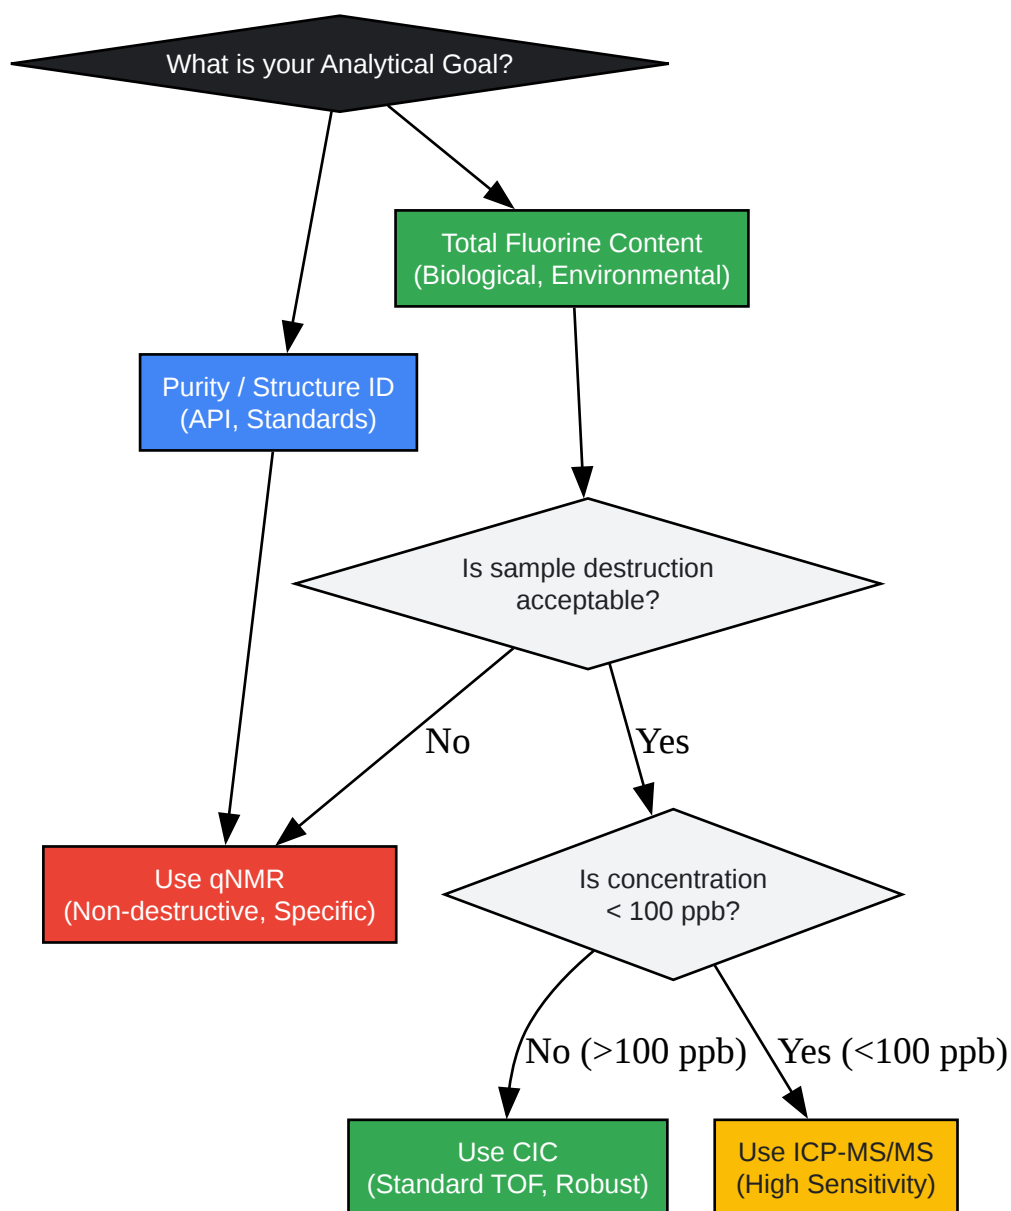 What is your Analytical Goal?
Total Fluorine Content
(Biological, Environmental)
Purity / Structure ID
(API, Standards)
Is sample destruction
acceptable?
No
Yes
Use qNMR
(Non-destructive, Specific)
Is concentration
< 100 ppb?
No (>100 ppb)
Yes (<100 ppb)
Use CIC
(Standard TOF, Robust)
Use ICP-MS/MS
(High Sensitivity)